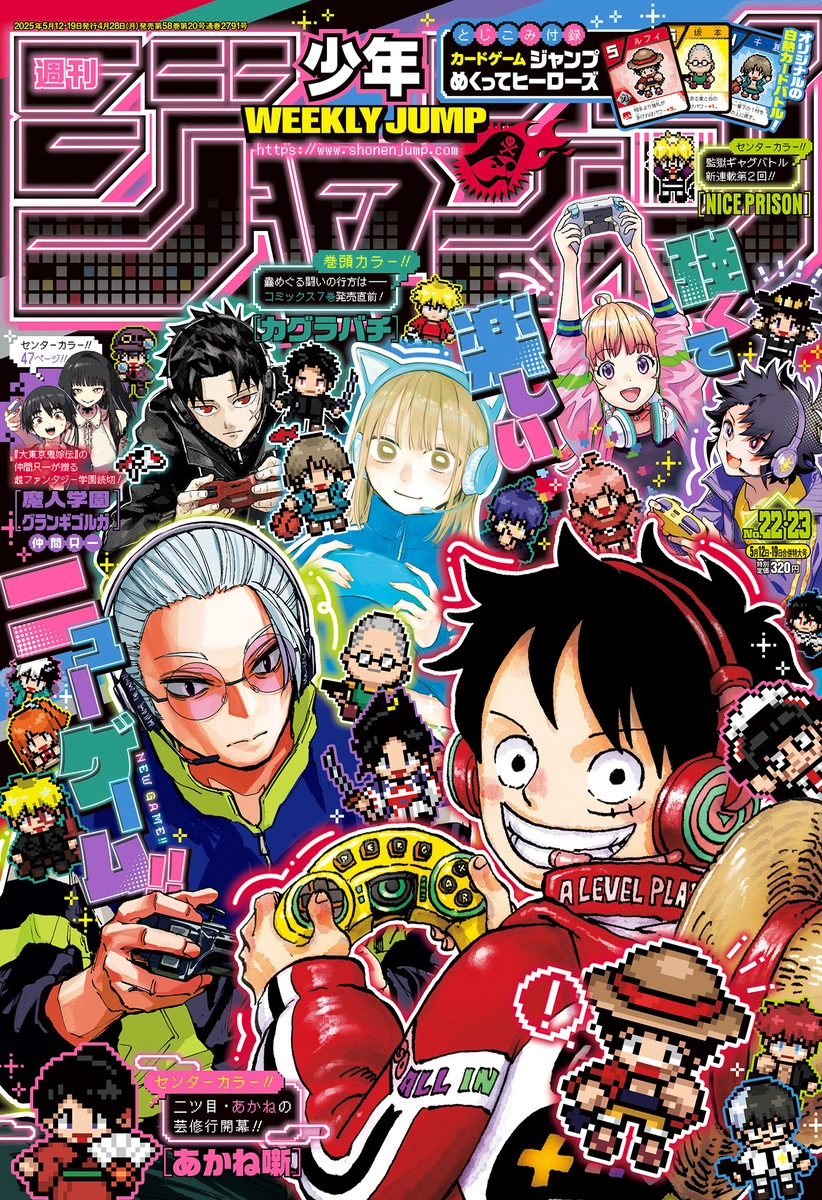 2025年5月12・19日発行4月28日(月)発売第58巻第20号通巻2791号
週刊
少年
ジャンプ
WEEKLY JUMP
https://www.shonenjump.com
とじこみ付録
カードゲーム ジャンプ
めくってヒーローズ
オリジナルの
白熱カードバトル!
5 ルフィ
坂本
センターカラー!!
監獄ギャグバトル
新連載第2回!!
[NICE PRISON]
巻頭カラー!!
蠱めぐる闘いの行方は――
コミックス7巻発売直前!
[カグラバチ]
センターカラー!!
47ページ!!
『大東京鬼嫁伝』の
仲間只一が贈る
超ファンタジー学園読切!
[魔人学園
グランギゴルガ]
仲間只一
強くて
楽しい
ニューゲーム!!
NEW GAME!!
No.22・23
5月12日・19日合併特大号
特別
定価320円
PERO
X
A
R
A LEVEL PLA
ALL IN
!
センターカラー!!
二ツ目・あかねの
芸修行開幕!!
[あかね噺]